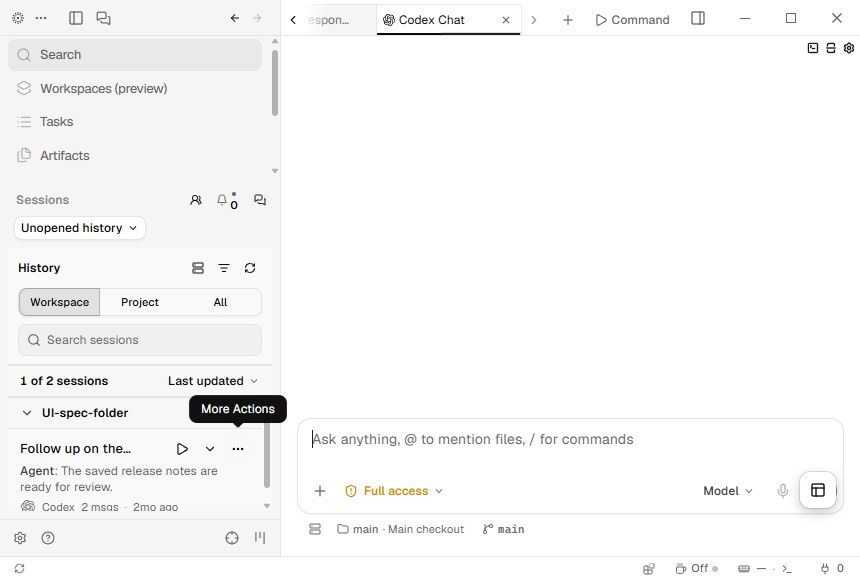 espon...
Codex Chat
Command
Search
Workspaces (preview)
Tasks
Artifacts
Sessions
0
Unopened history
History
Workspace
Project
All
Search sessions
1 of 2 sessions
Last updated
More Actions
UI-spec-folder
Follow up on the...
Agent: The saved release notes are
ready for review.
Codex 2 msgs · 2mo ago
Ask anything, @ to mention files, / for commands
Full access
Model
main · Main checkout
main
Off
0